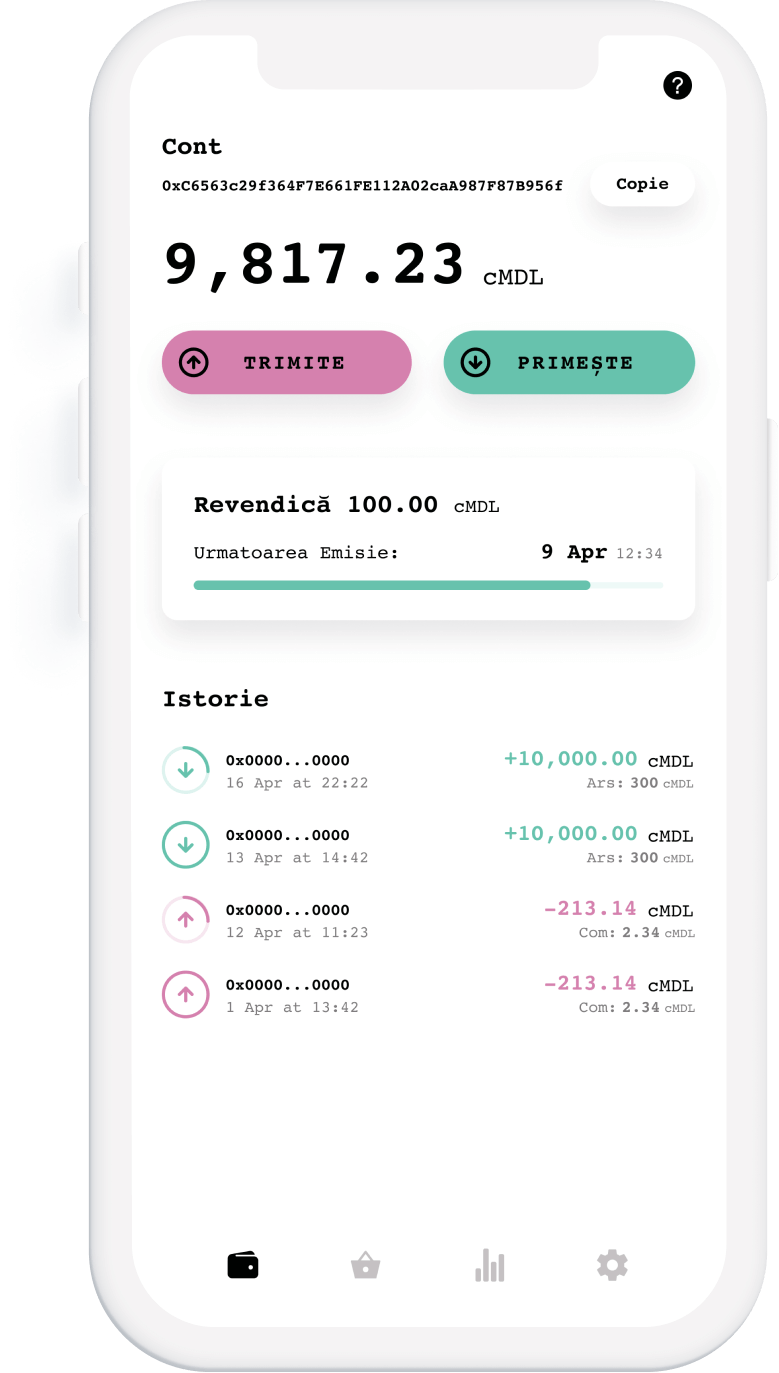 ?
Cont
0xC6563c29f364F7E661FE112A02caA987F87B956f
Copie
9,817.23 cMDL
TRIMITE
PRIMEȘTE
Revendică 100.00 cMDL
Urmatoarea Emisie: 9 Apr 12:34
Istorie
0x0000...0000 +10,000.00 cMDL
16 Apr at 22:22 Ars: 300 cMDL
0x0000...0000 +10,000.00 cMDL
13 Apr at 14:42 Ars: 300 cMDL
0x0000...0000 -213.14 cMDL
12 Apr at 11:23 Com: 2.34 cMDL
0x0000...0000 -213.14 cMDL
1 Apr at 13:42 Com: 2.34 cMDL